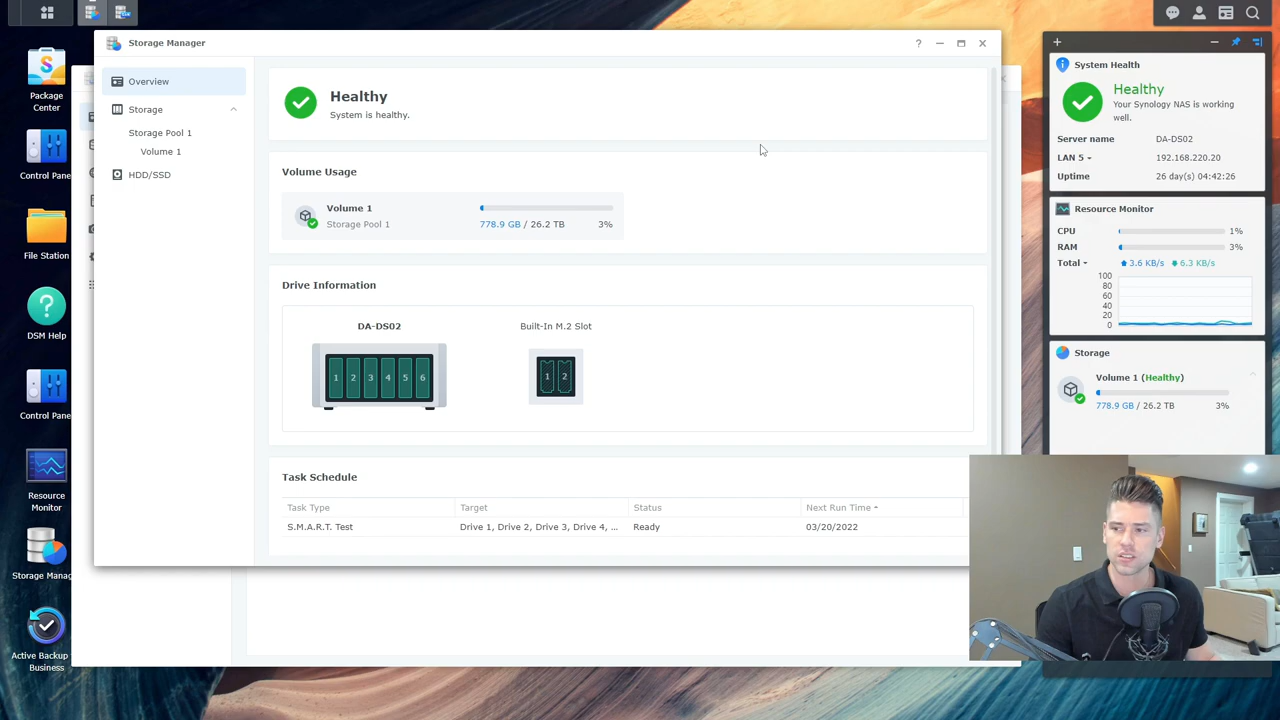 Package
Center
Control Pane
File Station
?
DSM Help
Control Pane
Resource
Monitor
Storage Manag
Active Backup
Business
Storage Manager
?
Overview
Storage
Storage Pool 1
Volume 1
HDD/SSD
Healthy
System is healthy.
Volume Usage
Volume 1
Storage Pool 1
778.9 GB / 26.2 TB
3%
Drive Information
DA-DS02
1 2 3 4 5 6
Built-In M.2 Slot
1 2
Task Schedule
Task Type Target Status Next Run Time
S.M.A.R.T. Test Drive 1, Drive 2, Drive 3, Drive 4, ... Ready 03/20/2022
System Health
Healthy
Your Synology NAS is working
well.
Server name DA-DS02
LAN 5 192.168.220.20
Uptime 26 day(s) 04:42:26
Resource Monitor
CPU 1%
RAM 3%
Total 3.6 KB/s 6.3 KB/s
100
80
60
40
20
0
Storage
Volume 1 (Healthy)
778.9 GB / 26.2 TB 3%